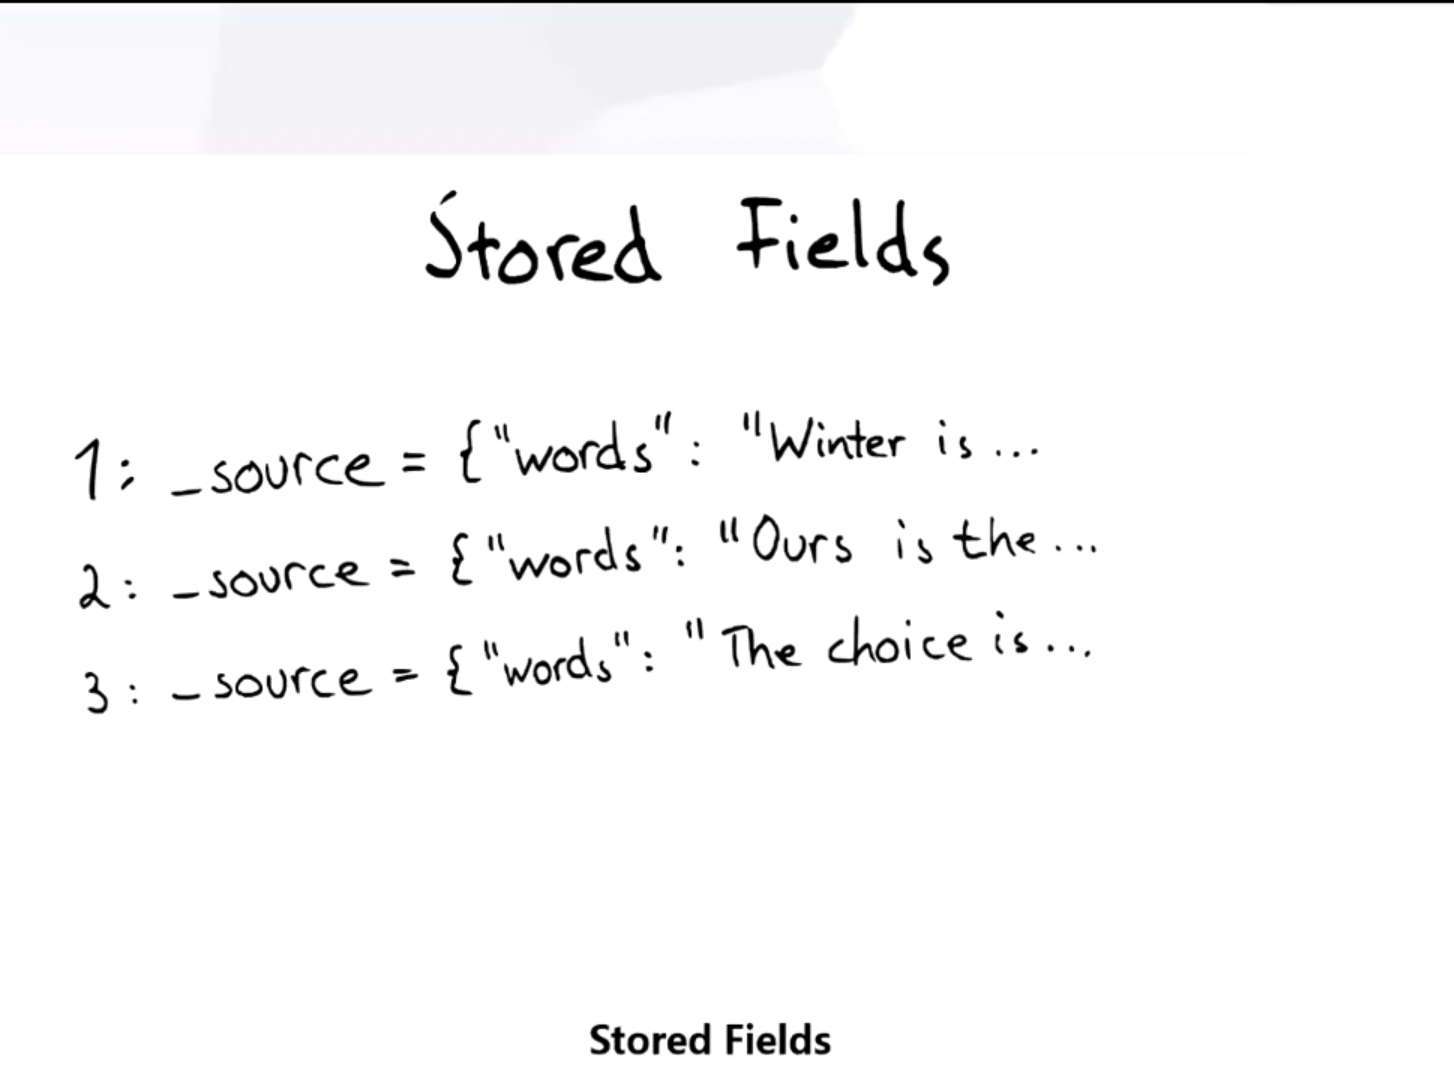 Stored Fields
1: _source = {"words": "Winter is...
2: _source = {"words": "Ours is the...
3: _source = {"words": "The choice is...
Stored Fields